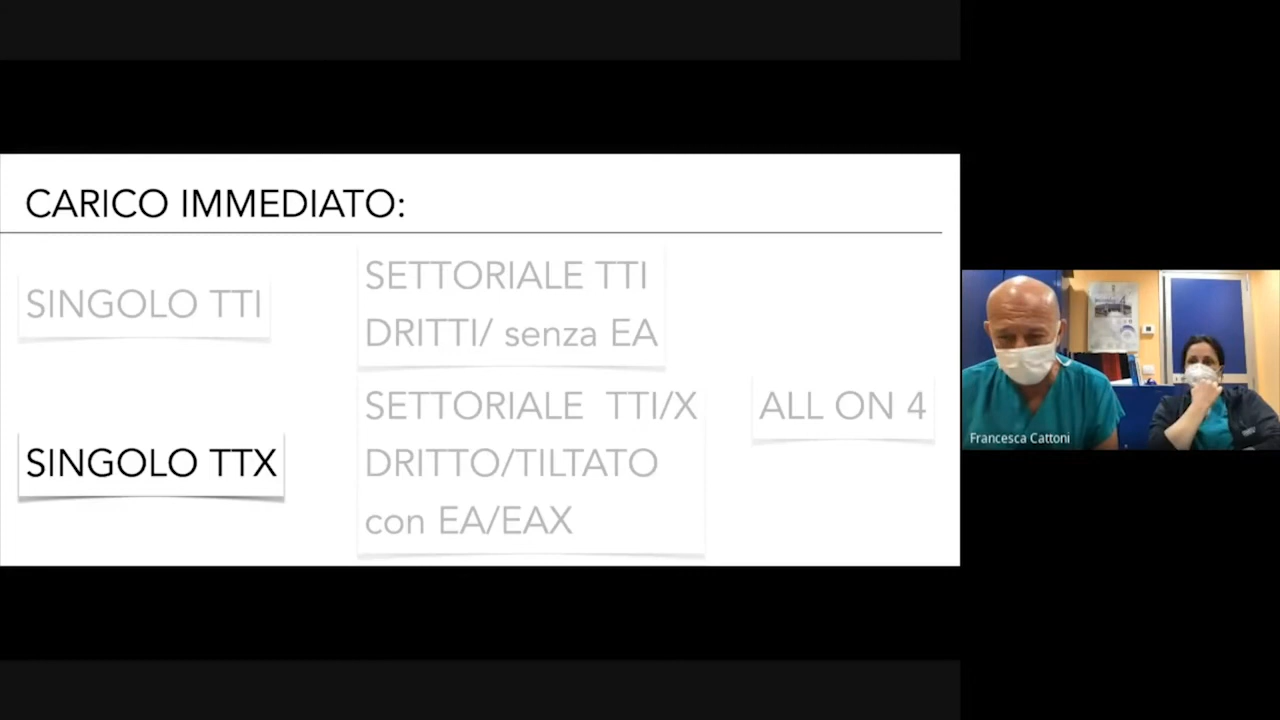 CARICO IMMEDIATO:
SINGOLO TTI
SETTORIALE TTI
DRITTI/ senza EA
SINGOLO TTX
SETTORIALE TTI/X
DRITTO/TILTATO
con EA/EAX
ALL ON 4
Francesca Cattoni